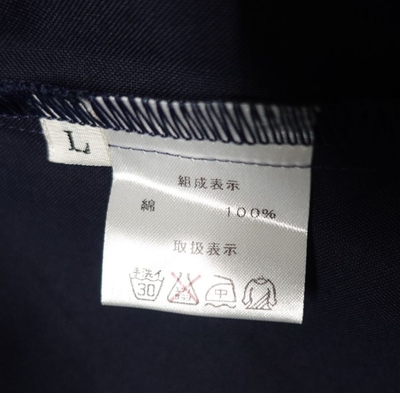 L
組成表示
綿 100%
取扱表示
手洗イ
30 中